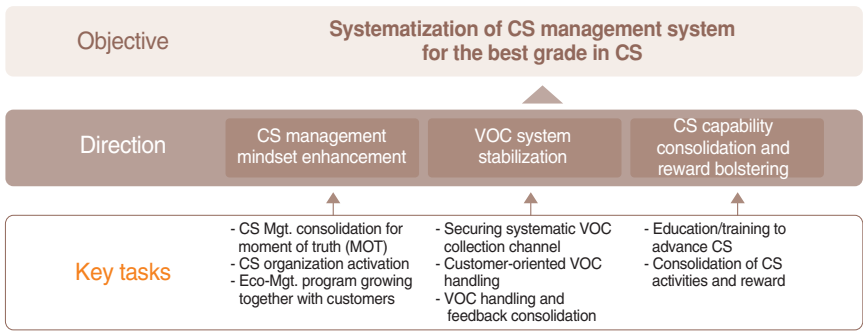 Objective
Systematization of CS management system
for the best grade in CS
Direction
CS management
mindset enhancement
VOC system
stabilization
CS capability
consolidation and
reward bolstering
Key tasks
- CS Mgt. consolidation for
moment of truth (MOT)
- CS organization activation
- Eco-Mgt. program growing
together with customers
- Securing systematic VOC
collection channel
- Customer-oriented VOC
handling
- VOC handling and
feedback consolidation
- Education/training to
advance CS
- Consolidation of CS
activities and reward